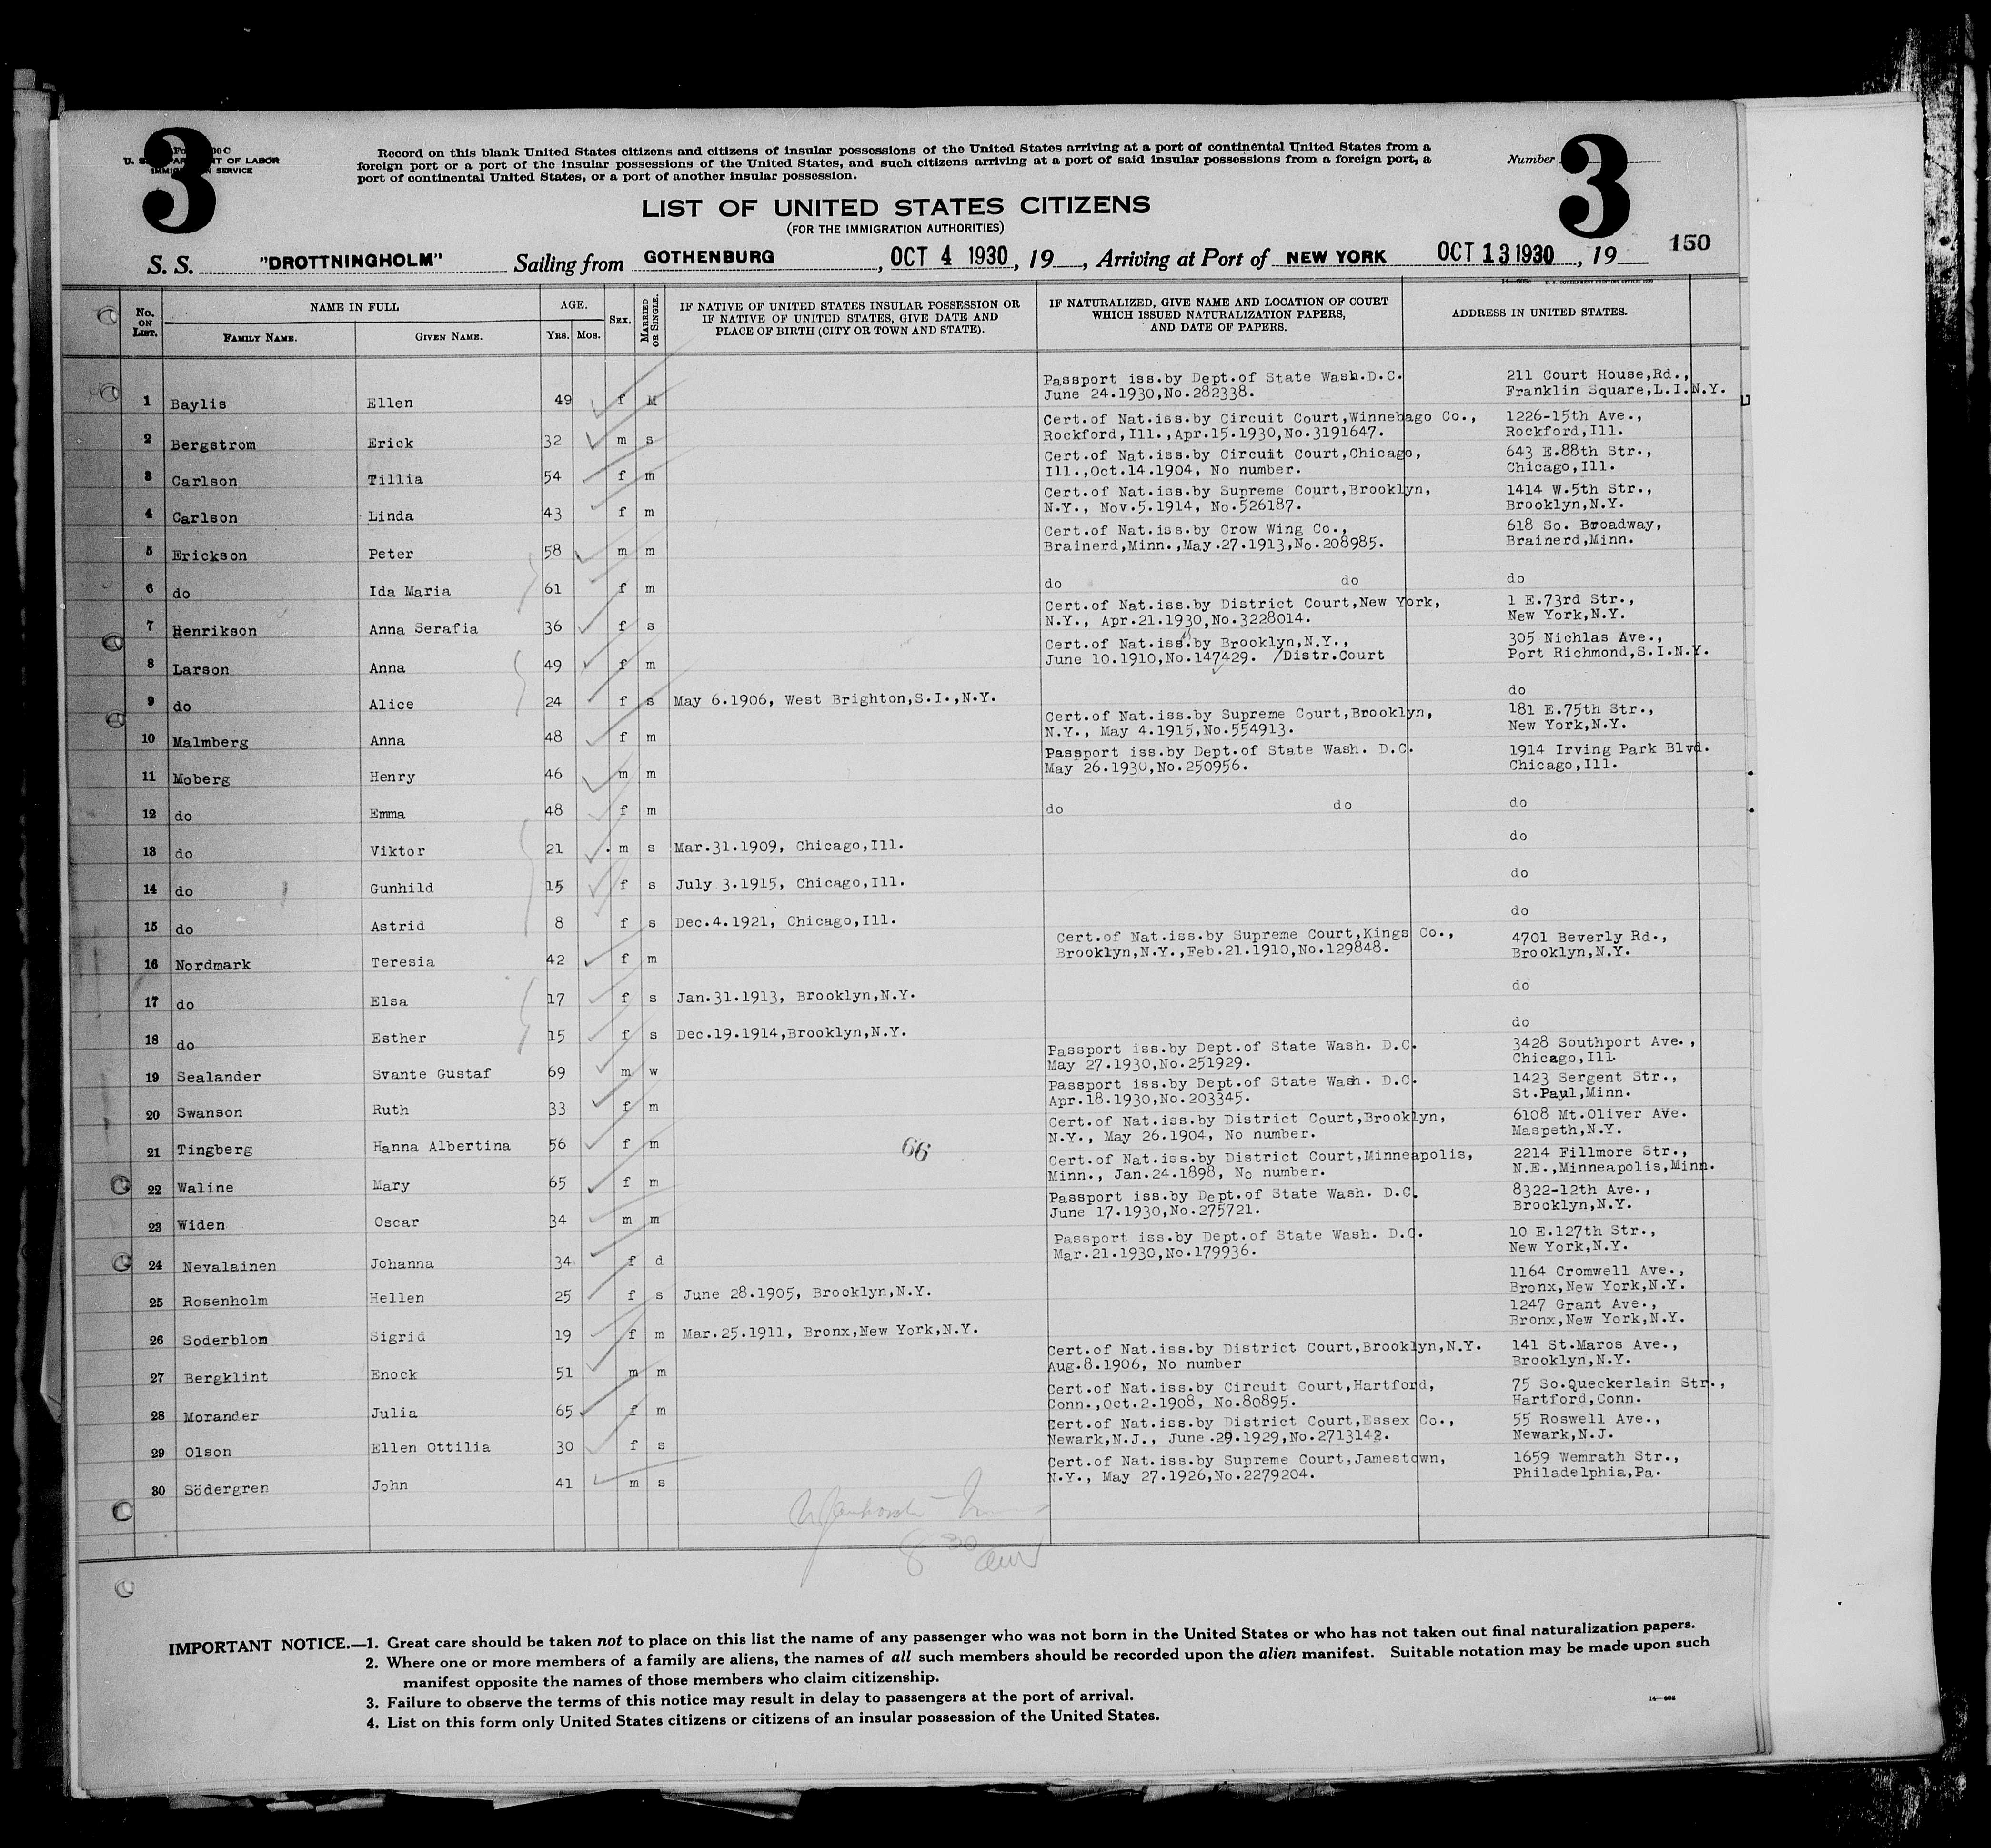 3
U. S. DEPARTMENT OF LABOR
IMMIGRATION SERVICE
Record on this blank United States citizens and citizens of insular possessions of the United States arriving at a port of continental United States from a
foreign port or a port of the insular possessions of the United States, and such citizens arriving at a port of said insular possessions from a foreign port, a
port of continental United States, or a port of another insular possession.
Number 3
LIST OF UNITED STATES CITIZENS
(FOR THE IMMIGRATION AUTHORITIES)
150
S. S. "DROTTNINGHOLM" Sailing from GOTHENBURG, OCT 4 1930, 19, Arriving at Port of NEW YORK OCT 13 1930, 19
No. ON LIST. NAME IN FULL FAMILY NAME. GIVEN NAME. AGE. YRS. MOS. SEX. MARRIED OR SINGLE. IF NATIVE OF UNITED STATES INSULAR POSSESSION OR IF NATIVE OF UNITED STATES, GIVE DATE AND PLACE OF BIRTH (CITY OR TOWN AND STATE). IF NATURALIZED, GIVE NAME AND LOCATION OF COURT WHICH ISSUED NATURALIZATION PAPERS, AND DATE OF PAPERS. ADDRESS IN UNITED STATES.
1 Baylis Ellen 49 f M Passport iss.by Dept.of State Wash.D.C. June 24.1930,No.282338. 211 Court House,Rd., Franklin Square,L.I.N.Y.
2 Bergstrom Erick 32 m s Cert.of Nat.iss.by Circuit Court,Winnebago Co., Rockford,Ill.,Apr.15.1930,No.3191647. 1226-15th Ave., Rockford,Ill.
3 Carlson Tillia 54 f m Cert.of Nat.iss.by Circuit Court,Chicago, Ill.,Oct.14.1904, No number. 643 E.88th Str., Chicago,Ill.
4 Carlson Linda 43 f m Cert.of Nat.iss.by Supreme Court,Brooklyn, N.Y., Nov.5.1914, No.526187. 1414 W.5th Str., Brooklyn,N.Y.
5 Erickson Peter 58 m m Cert.of Nat.iss.by Crow Wing Co., Brainerd,Minn.,May.27.1913,No.208985. 618 So. Broadway, Brainerd,Minn.
6 do Ida Maria 61 f m do do do
7 Henrikson Anna Serafia 36 f s Cert.of Nat.iss.by District Court,New York, N.Y., Apr.21.1930,No.3228014. 1 E.73rd Str., New York,N.Y.
8 Larson Anna 49 f m Cert.of Nat.iss.by Brooklyn,N.Y., June 10.1910,No.147429. /Distr.Court 305 Nichlas Ave., Port Richmond,S.I.N.Y.
9 do Alice 24 f s May 6.1906, West Brighton,S.I.,N.Y. do
10 Malmberg Anna 48 f m Cert.of Nat.iss.by Supreme Court,Brooklyn, N.Y., May 4.1915,No.554913. 181 E.75th Str., New York,N.Y.
11 Moberg Henry 46 m m Passport iss.by Dept.of State Wash. D.C. May 26.1930,No.250956. 1914 Irving Park Blvd. Chicago,Ill.
12 do Emma 48 f m do do do
13 do Viktor 21 m s Mar.31.1909, Chicago,Ill. do
14 do Gunhild 15 f s July 3.1915, Chicago,Ill. do
15 do Astrid 8 f s Dec.4.1921, Chicago,Ill. do
16 Nordmark Teresia 42 f m Cert.of Nat.iss.by Supreme Court,Kings Co., Brooklyn,N.Y.,Feb.21.1910,No.129848. 4701 Beverly Rd., Brooklyn,N.Y.
17 do Elsa 17 f s Jan.31.1913, Brooklyn,N.Y. do
18 do Esther 15 f s Dec.19.1914,Brooklyn,N.Y. do
19 Sealander Svante Gustaf 69 m w Passport iss.by Dept.of State Wash. D.C. May 27.1930,No.251929. 3428 Southport Ave., Chicago,Ill.
20 Swanson Ruth 33 f m Passport iss.by Dept.of State Wash. D.C. Apr.18.1930,No.203345. 1423 Sergent Str., St.Paul,Minn.
21 Tingberg Hanna Albertina 56 f m 66 Cert.of Nat.iss.by District Court,Brooklyn, N.Y., May 26.1904, No number. 6108 Mt.Oliver Ave. Maspeth,N.Y.
22 Waline Mary 65 f m Cert.of Nat.iss.by District Court,Minneapolis, Minn., Jan.24.1898, No number. 2214 Fillmore Str., N.E.,Minneapolis,Minn.
23 Widen Oscar 34 m m Passport iss.by Dept.of State Wash. D.C. June 17.1930,No.275721. 8322-12th Ave., Brooklyn,N.Y.
24 Nevalainen Johanna 34 f d Passport iss.by Dept.of State Wash. D.C. Mar.21.1930,No.179936. 10 E.127th Str., New York,N.Y.
25 Rosenholm Hellen 25 f s June 28.1905, Brooklyn,N.Y. 1164 Cromwell Ave., Bronx,New York,N.Y.
26 Soderblom Sigrid 19 f m Mar.25.1911, Bronx,New York,N.Y. 1247 Grant Ave., Bronx,New York,N.Y.
27 Bergklint Enock 51 m m Cert.of Nat.iss.by District Court,Brooklyn,N.Y. Aug.8.1906, No number 141 St.Maros Ave., Brooklyn,N.Y.
28 Morander Julia 65 f m Cert.of Nat.iss.by Circuit Court,Hartford, Conn.,Oct.2.1908, No.80895. 75 So.Queckerlain Str., Hartford,Conn.
29 Olson Ellen Ottilia 30 f s Cert.of Nat.iss.by District Court,Essex Co., Newark,N.J., June.29.1929,No.2713142. 55 Roswell Ave., Newark,N.J.
30 Södergren John 41 m s Cert.of Nat.iss.by Supreme Court,Jamestown, N.Y., May 27.1926,No.2279204. 1659 Wemrath Str., Philadelphia,Pa.
8 30
IMPORTANT NOTICE.—1. Great care should be taken not to place on this list the name of any passenger who was not born in the United States or who has not taken out final naturalization papers.
2. Where one or more members of a family are aliens, the names of all such members should be recorded upon the alien manifest. Suitable notation may be made upon such
manifest opposite the names of those members who claim citizenship.
3. Failure to observe the terms of this notice may result in delay to passengers at the port of arrival.
4. List on this form only United States citizens or citizens of an insular possession of the United States.